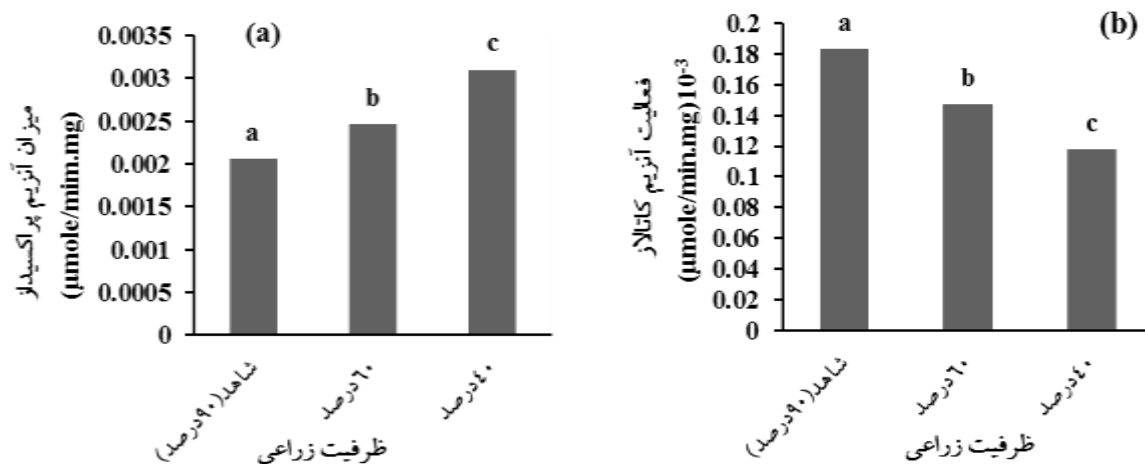 (a)
میزان آنزیم پراکسیداز
(µmole/mim.mg)
0.0035
0.003
0.0025
0.002
0.0015
0.001
0.0005
0
a
b
c
شاهد(۹۰درصد)
۶۰درصد
۴۰درصد
ظرفیت زراعی
(b)
فعالیت آنزیم کاتالاز
(µmole/min.mg)10⁻³
0.2
0.18
0.16
0.14
0.12
0.1
0.08
0.06
0.04
0.02
0
a
b
c
شاهد(۹۰درصد)
۶۰درصد
۴۰درصد
ظرفیت زراعی